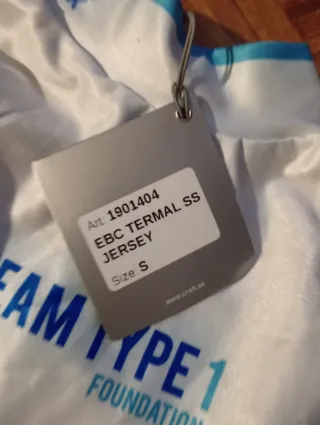 Art: 1901404
EBC TERMAL SS
JERSEY
Size: S
www.craft.se
EAM TYPE 1
FOUNDATION